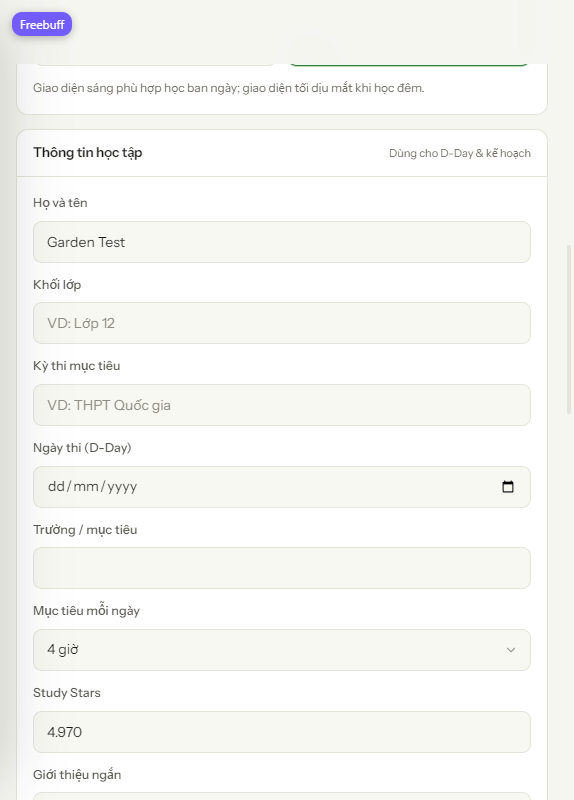 Freebuff
Giao diện sáng phù hợp học ban ngày; giao diện tối dịu mắt khi học đêm.
Thông tin học tập
Dùng cho D-Day & kế hoạch
Họ và tên
Garden Test
Khối lớp
VD: Lớp 12
Kỳ thi mục tiêu
VD: THPT Quốc gia
Ngày thi (D-Day)
dd/mm/yyyy
Trường / mục tiêu
Mục tiêu mỗi ngày
4 giờ
Study Stars
4.970
Giới thiệu ngắn